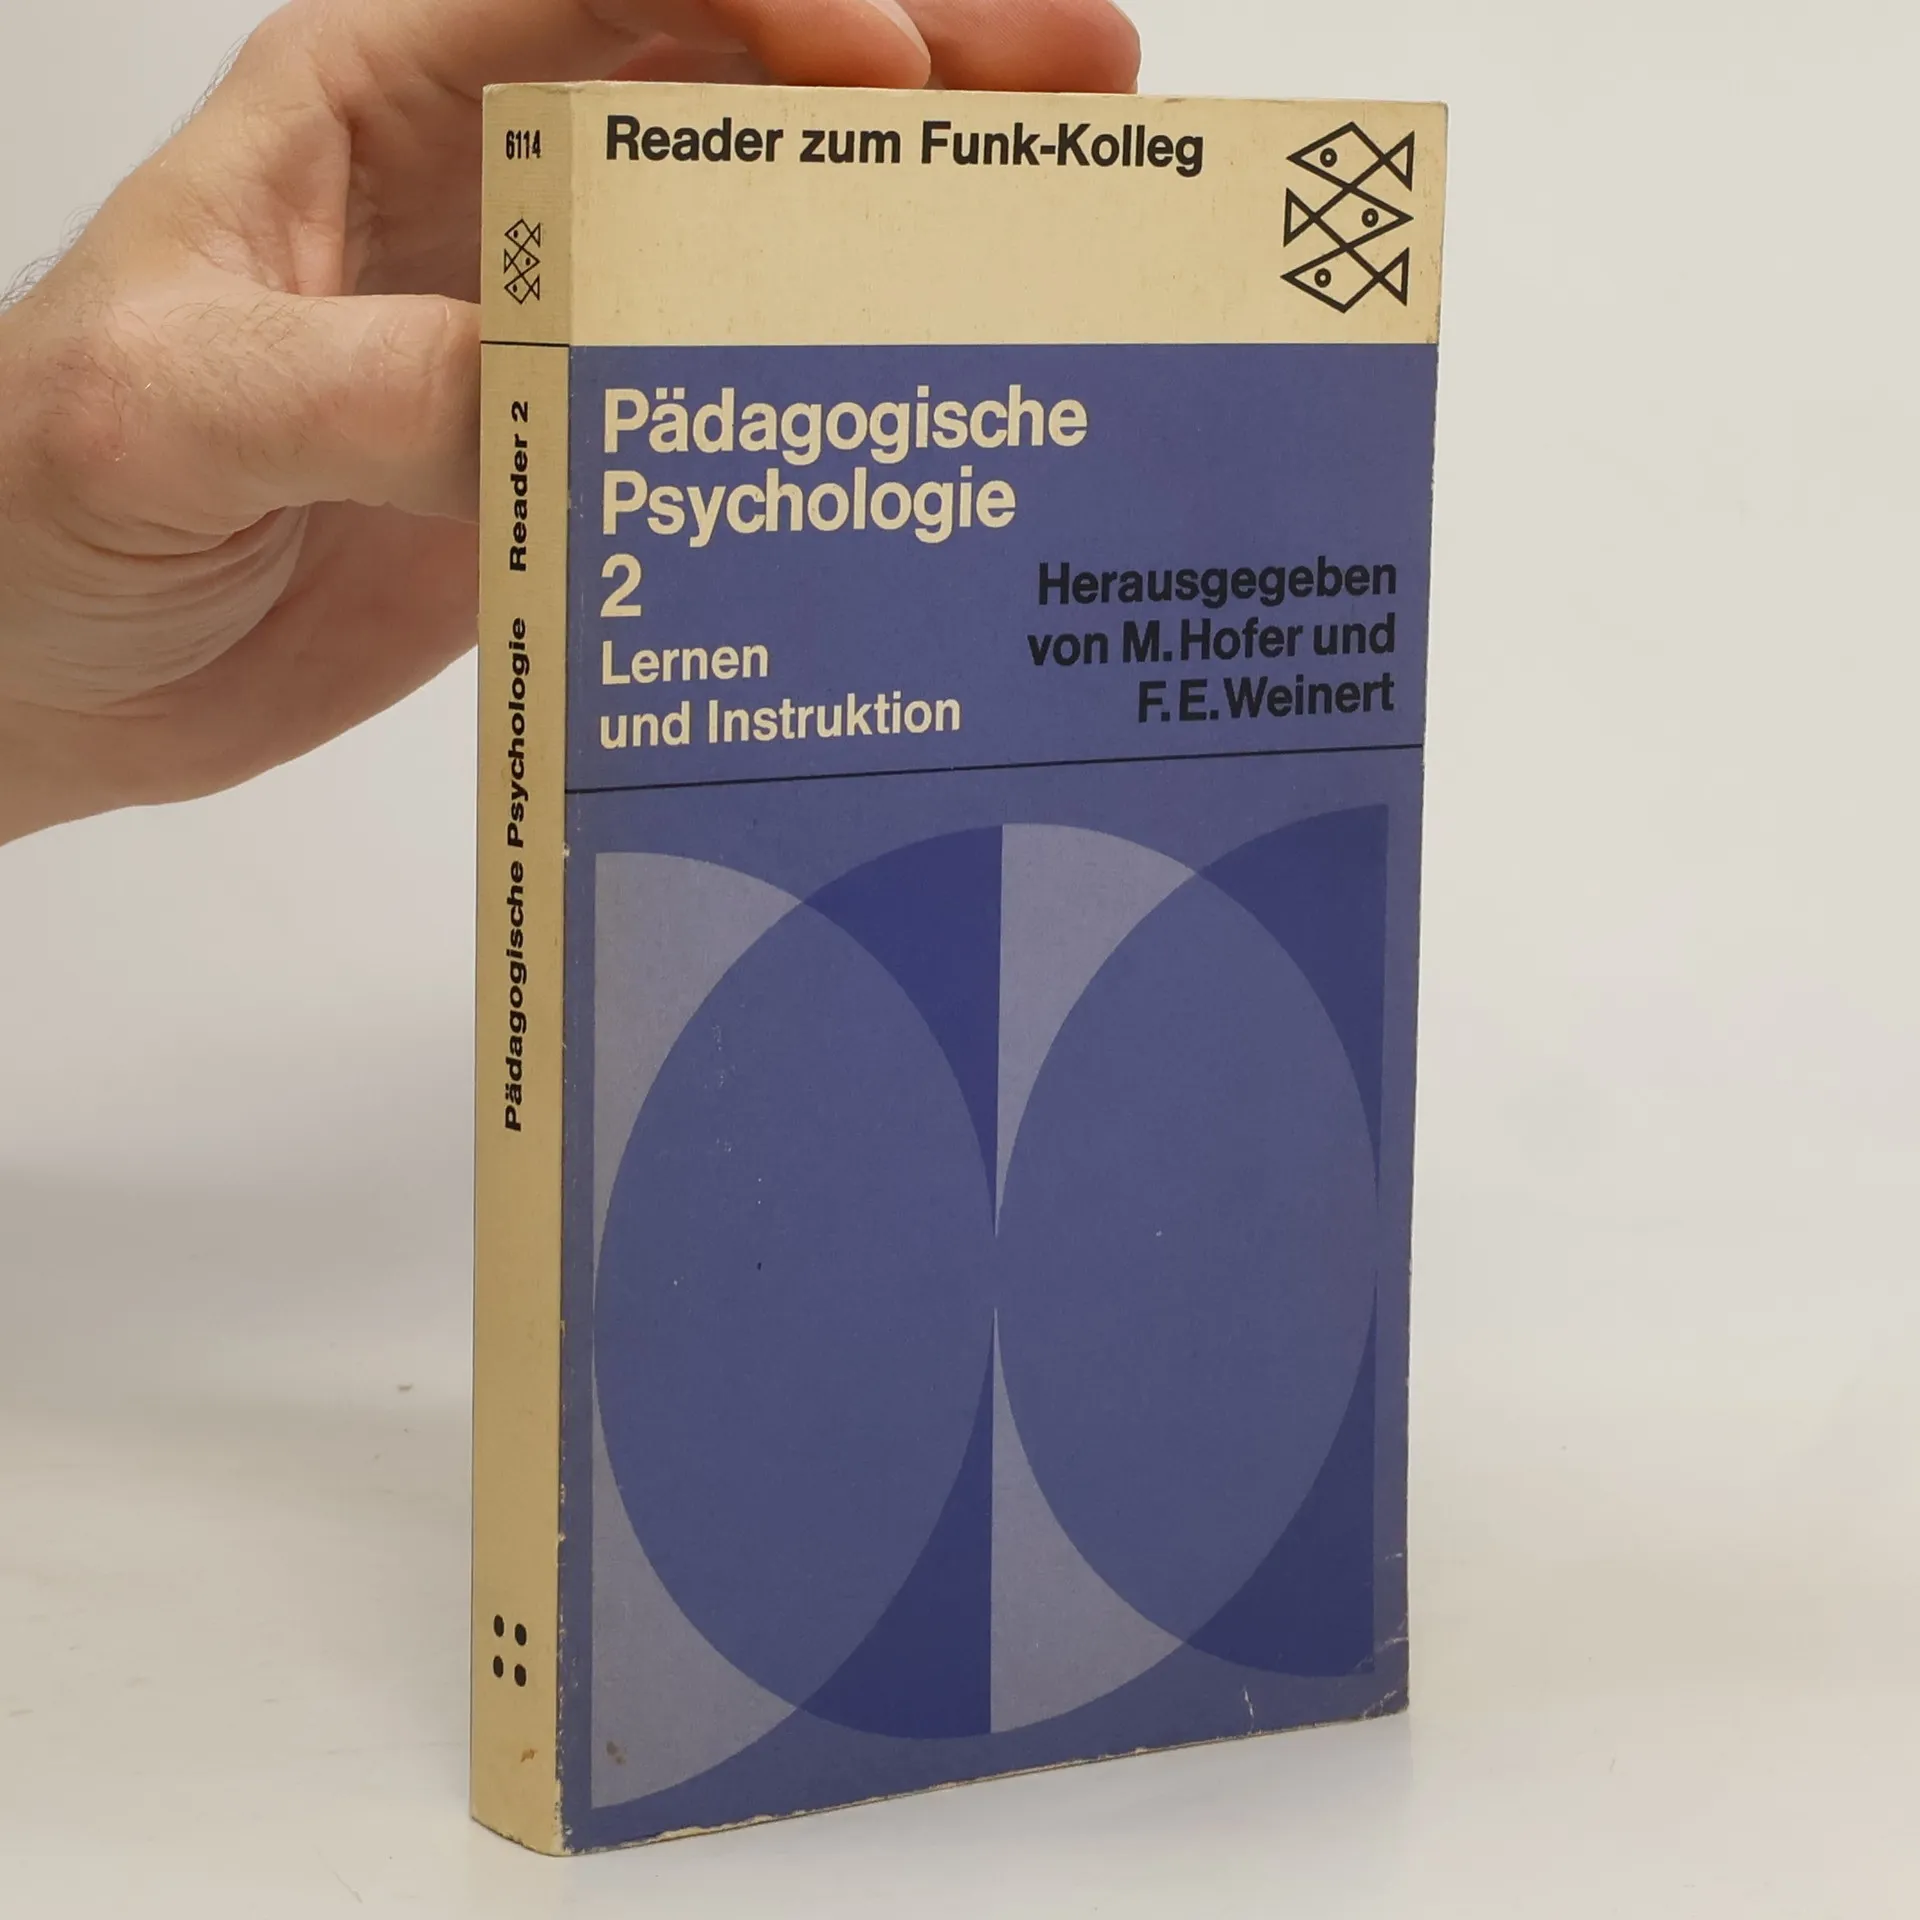 6114
Pädagogische Psychologie Reader 2
Reader zum Funk-Kolleg
Pädagogische
Psychologie
2
Lernen
und Instruktion
Herausgegeben
von M. Hofer und
F. E. Weinert